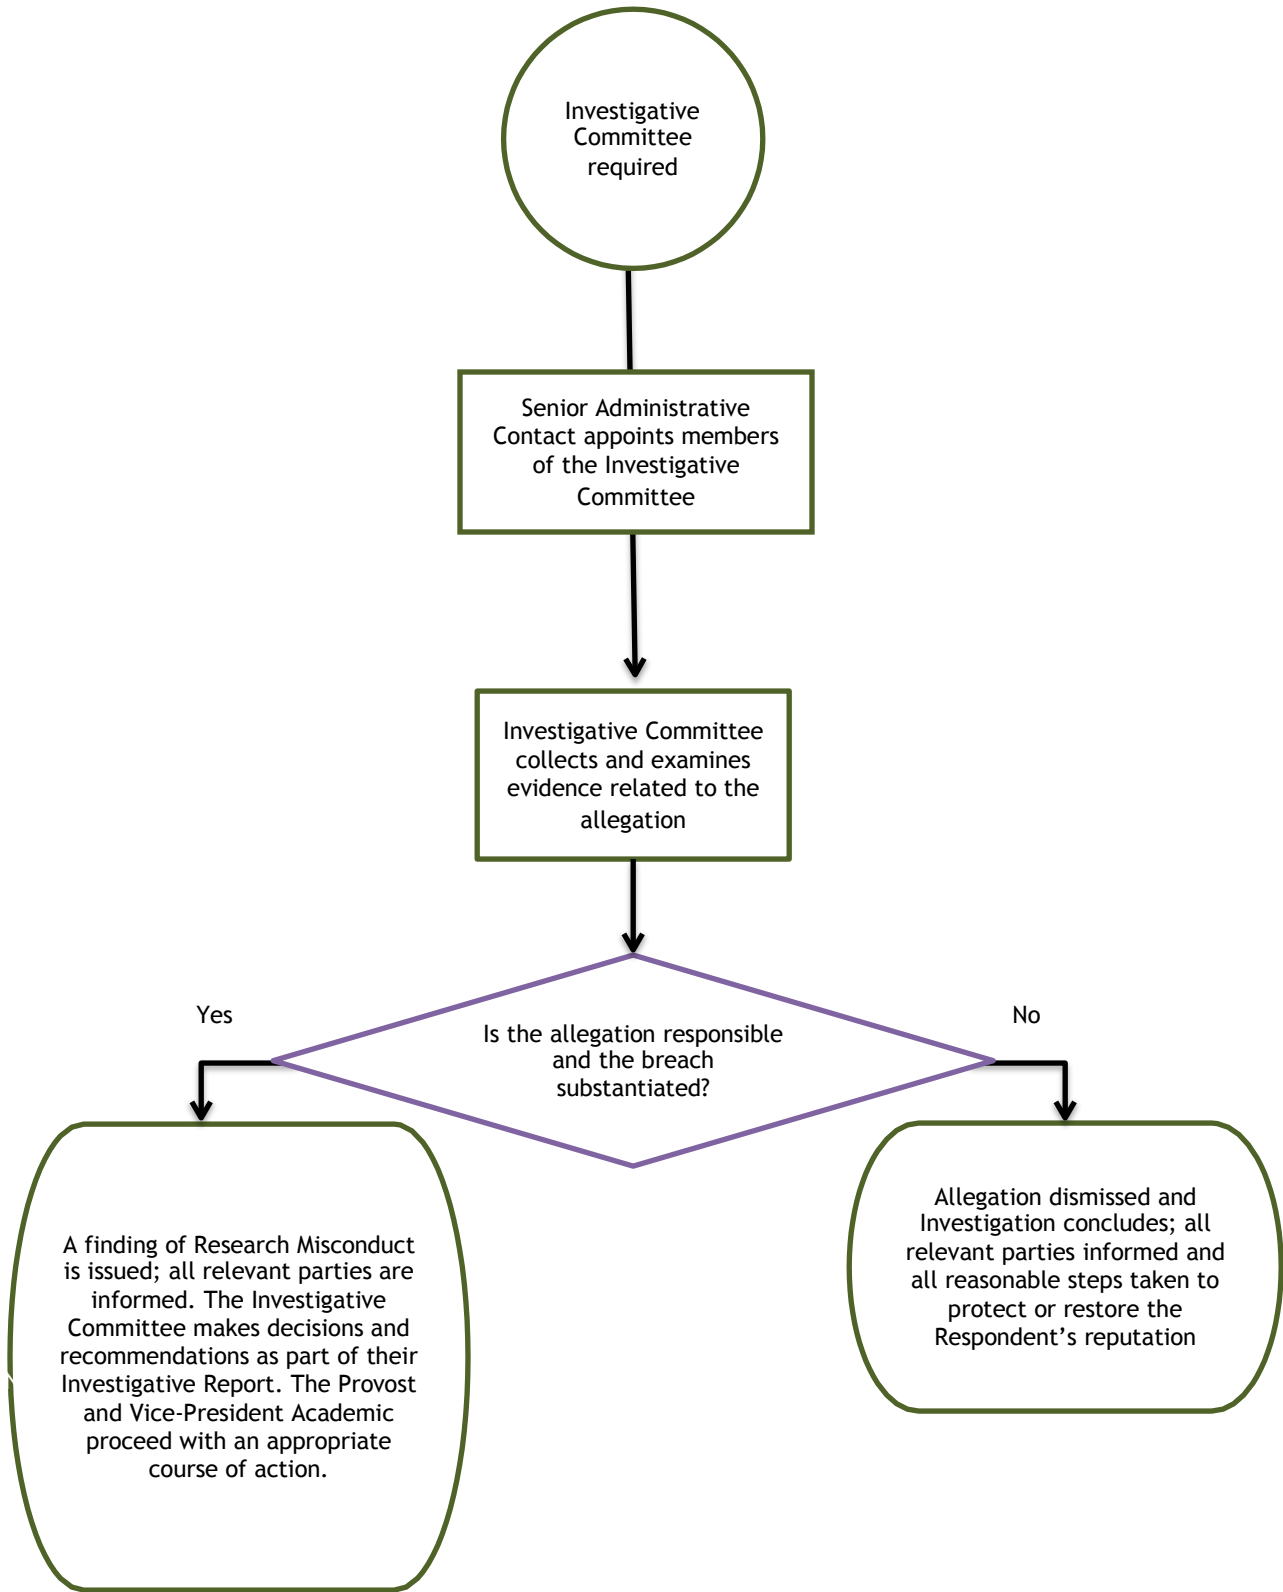 Investigative
Committee
required
Senior Administrative
Contact appoints members
of the Investigative
Committee
Investigative Committee
collects and examines
evidence related to the
allegation
Yes
No
Is the allegation responsible
and the breach
substantiated?
A finding of Research Misconduct
is issued; all relevant parties are
informed. The Investigative
Committee makes decisions and
recommendations as part of their
Investigative Report. The Provost
and Vice-President Academic
proceed with an appropriate
course of action.
Allegation dismissed and
Investigation concludes; all
relevant parties informed and
all reasonable steps taken to
protect or restore the
Respondent’s reputation